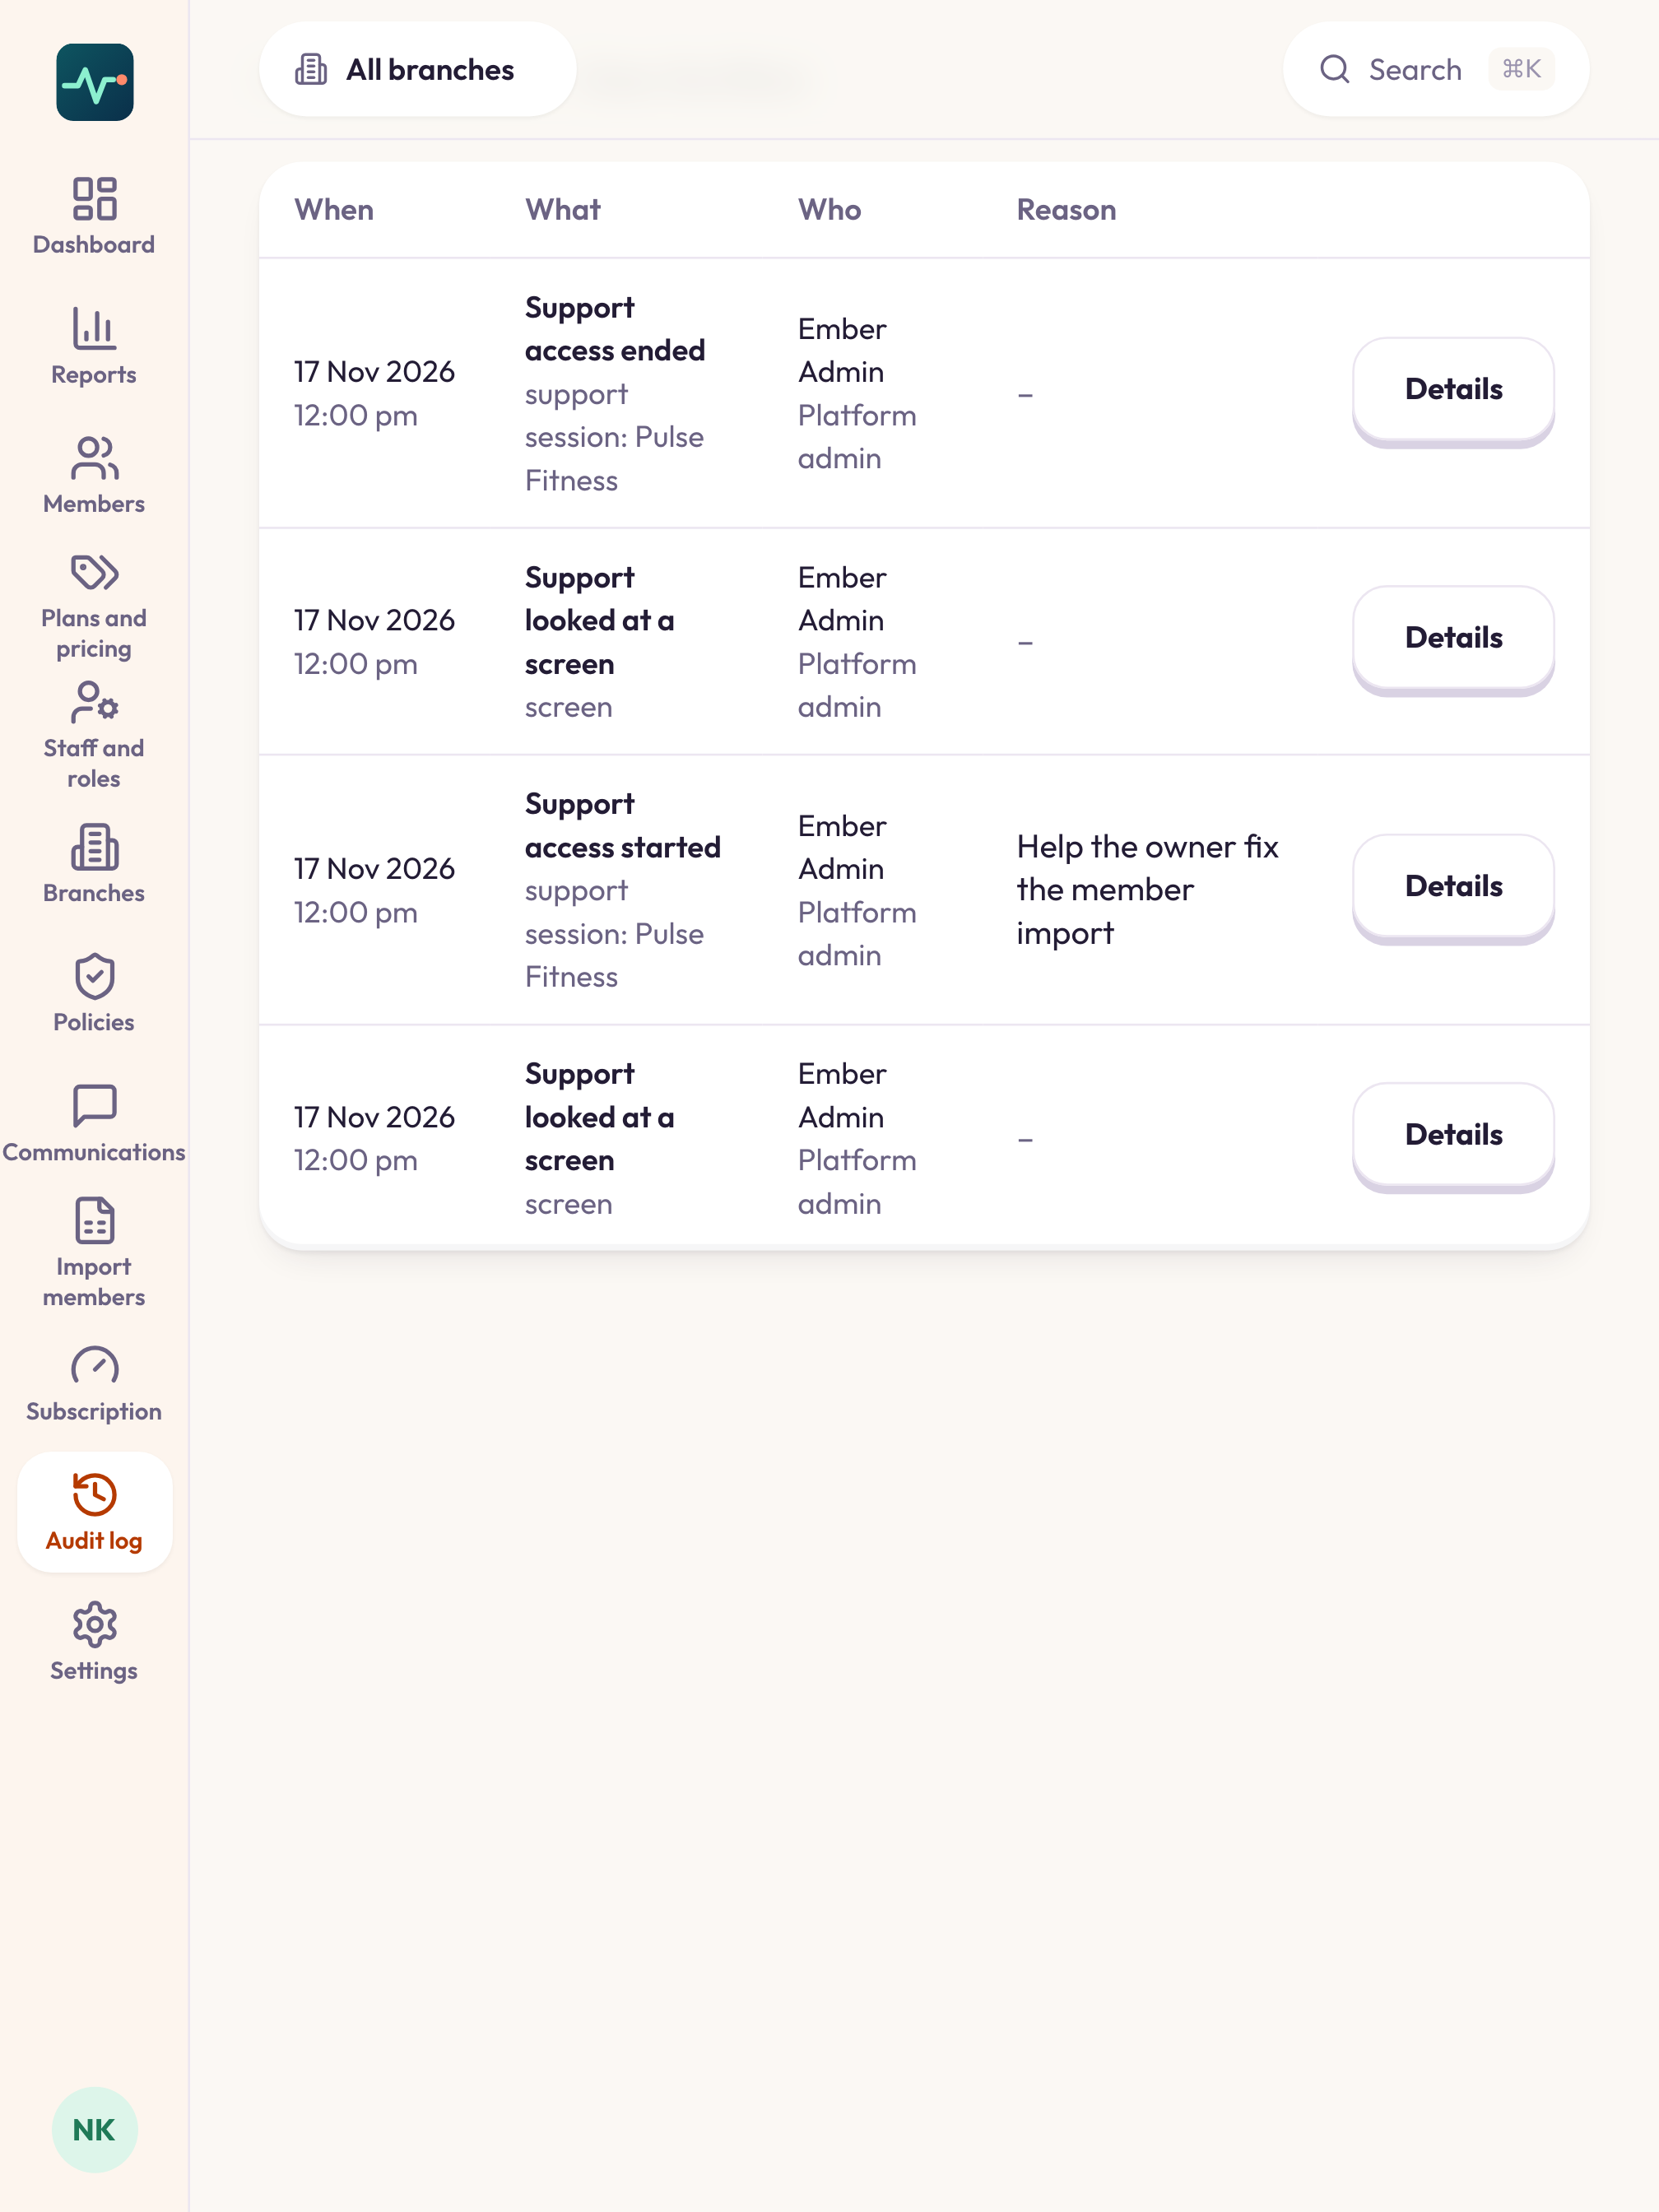 All branches
Search
⌘K
Dashboard
Reports
Members
Plans and
pricing
Staff and
roles
Branches
Policies
Communications
Import
members
Subscription
Audit log
Settings
NK
When
What
Who
Reason
17 Nov 2026
12:00 pm
Support
access ended
support
session: Pulse
Fitness
Ember
Admin
Platform
admin
–
Details
17 Nov 2026
12:00 pm
Support
looked at a
screen
screen
Ember
Admin
Platform
admin
–
Details
17 Nov 2026
12:00 pm
Support
access started
support
session: Pulse
Fitness
Ember
Admin
Platform
admin
Help the owner fix
the member
import
Details
17 Nov 2026
12:00 pm
Support
looked at a
screen
screen
Ember
Admin
Platform
admin
–
Details